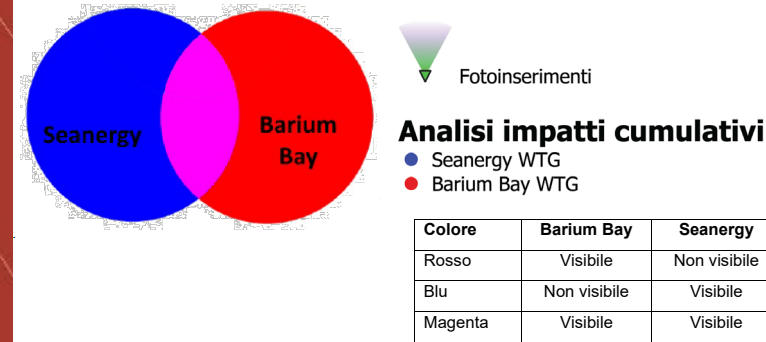 Seanergy
Barium
Bay
Fotoinserimenti
Analisi impatti cumulativi
Seanergy WTG
Barium Bay WTG
Colore Barium Bay Seanergy
Rosso Visibile Non visibile
Blu Non visibile Visibile
Magenta Visibile Visibile